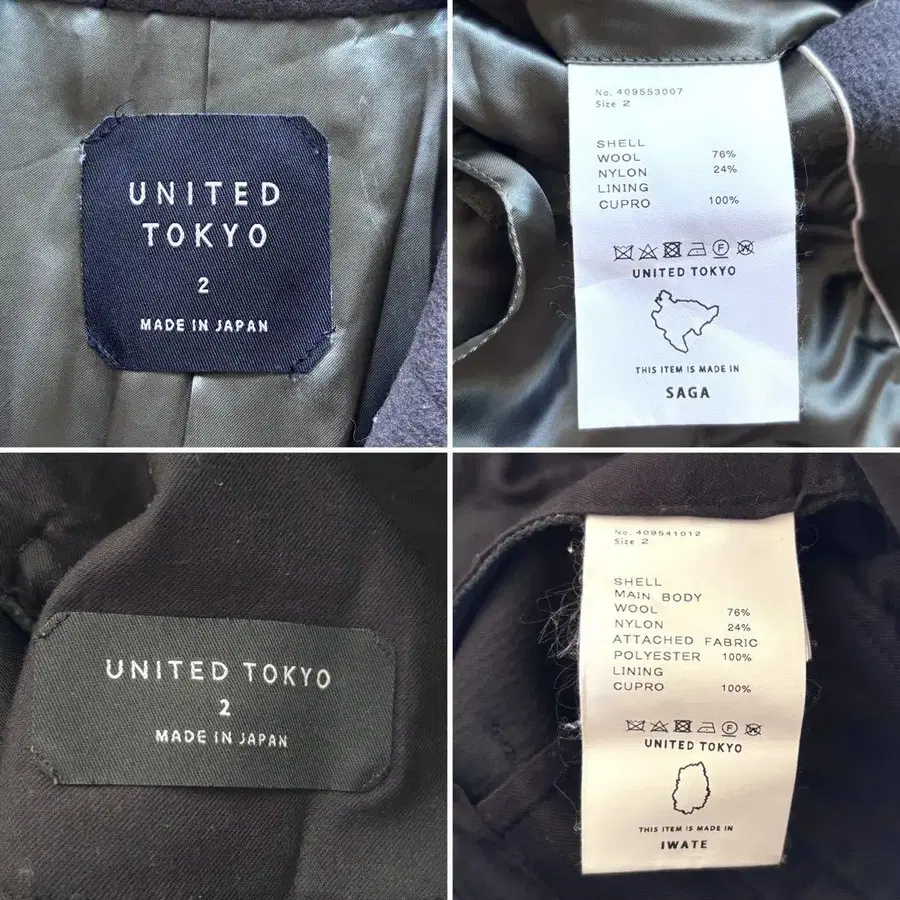 UNITED
TOKYO
2
MADE IN JAPAN
No. 409553007
Size 2
SHELL
WOOL 76%
NYLON 24%
LINING
CUPRO 100%
UNITED TOKYO
THIS ITEM IS MADE IN
SAGA
UNITED TOKYO
2
MADE IN JAPAN
No. 409541012
Size 2
SHELL
MAIN BODY
WOOL 76%
NYLON 24%
ATTACHED FABRIC
POLYESTER 100%
LINING
CUPRO 100%
UNITED TOKYO
THIS ITEM IS MADE IN
IWATE